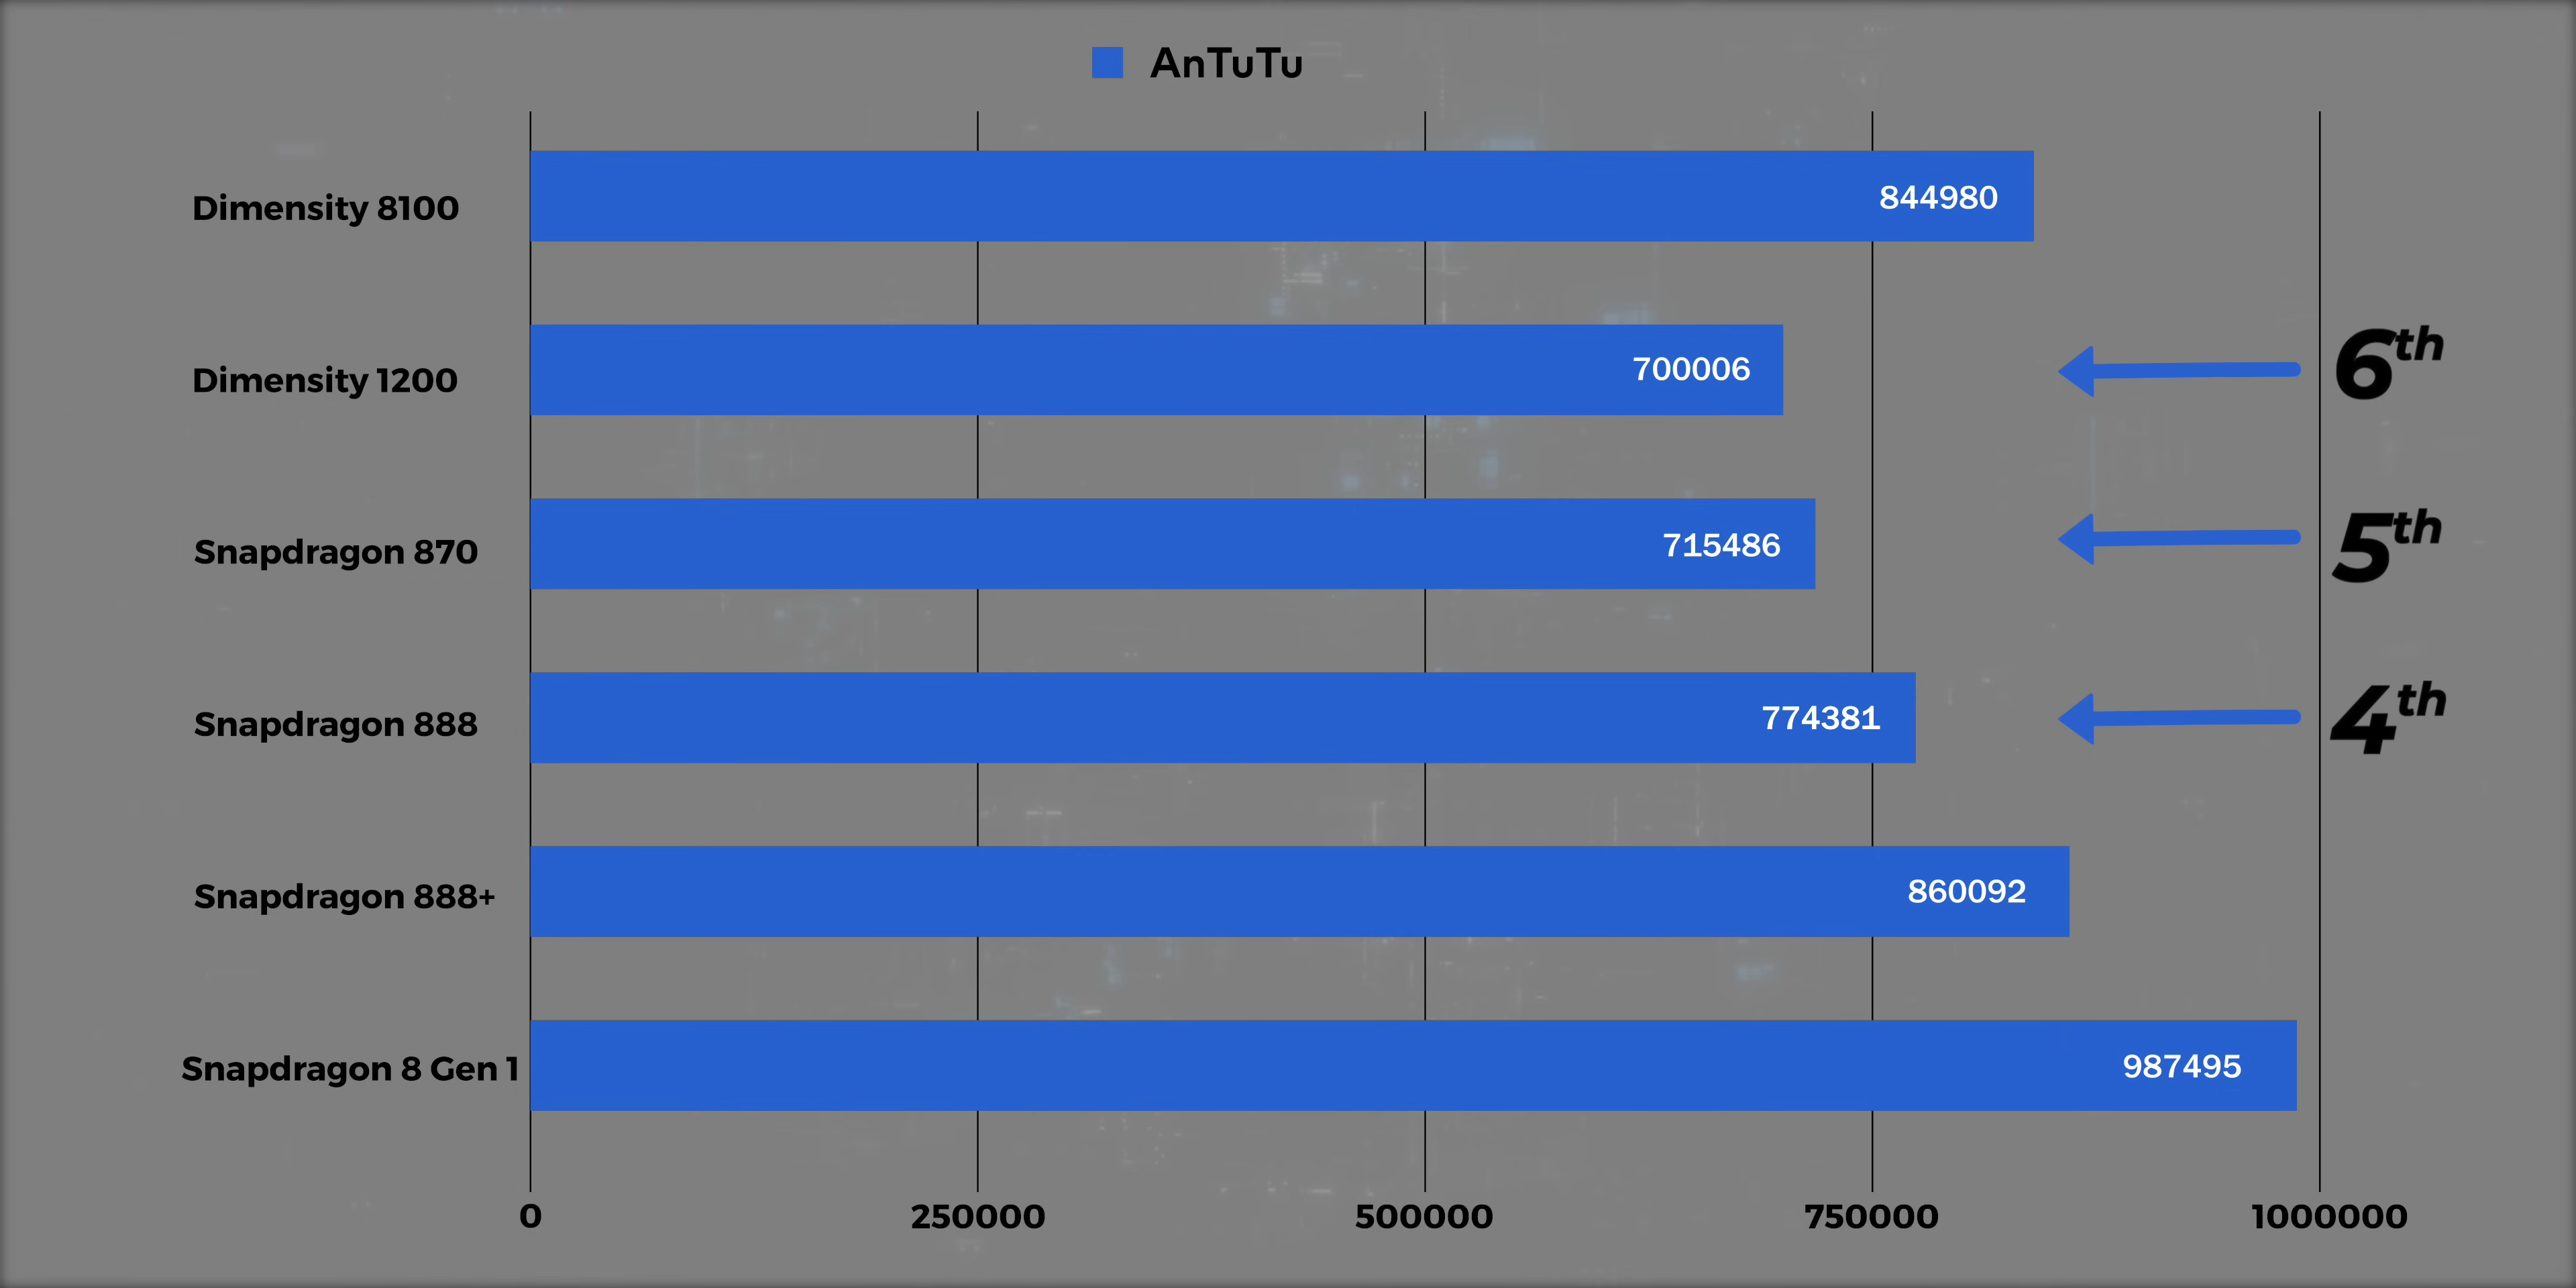 AnTuTu
Dimensity 8100
844980
Dimensity 1200
700006
6th
Snapdragon 870
715486
5th
Snapdragon 888
774381
4th
Snapdragon 888+
860092
Snapdragon 8 Gen 1
987495
0 250000 500000 750000 1000000